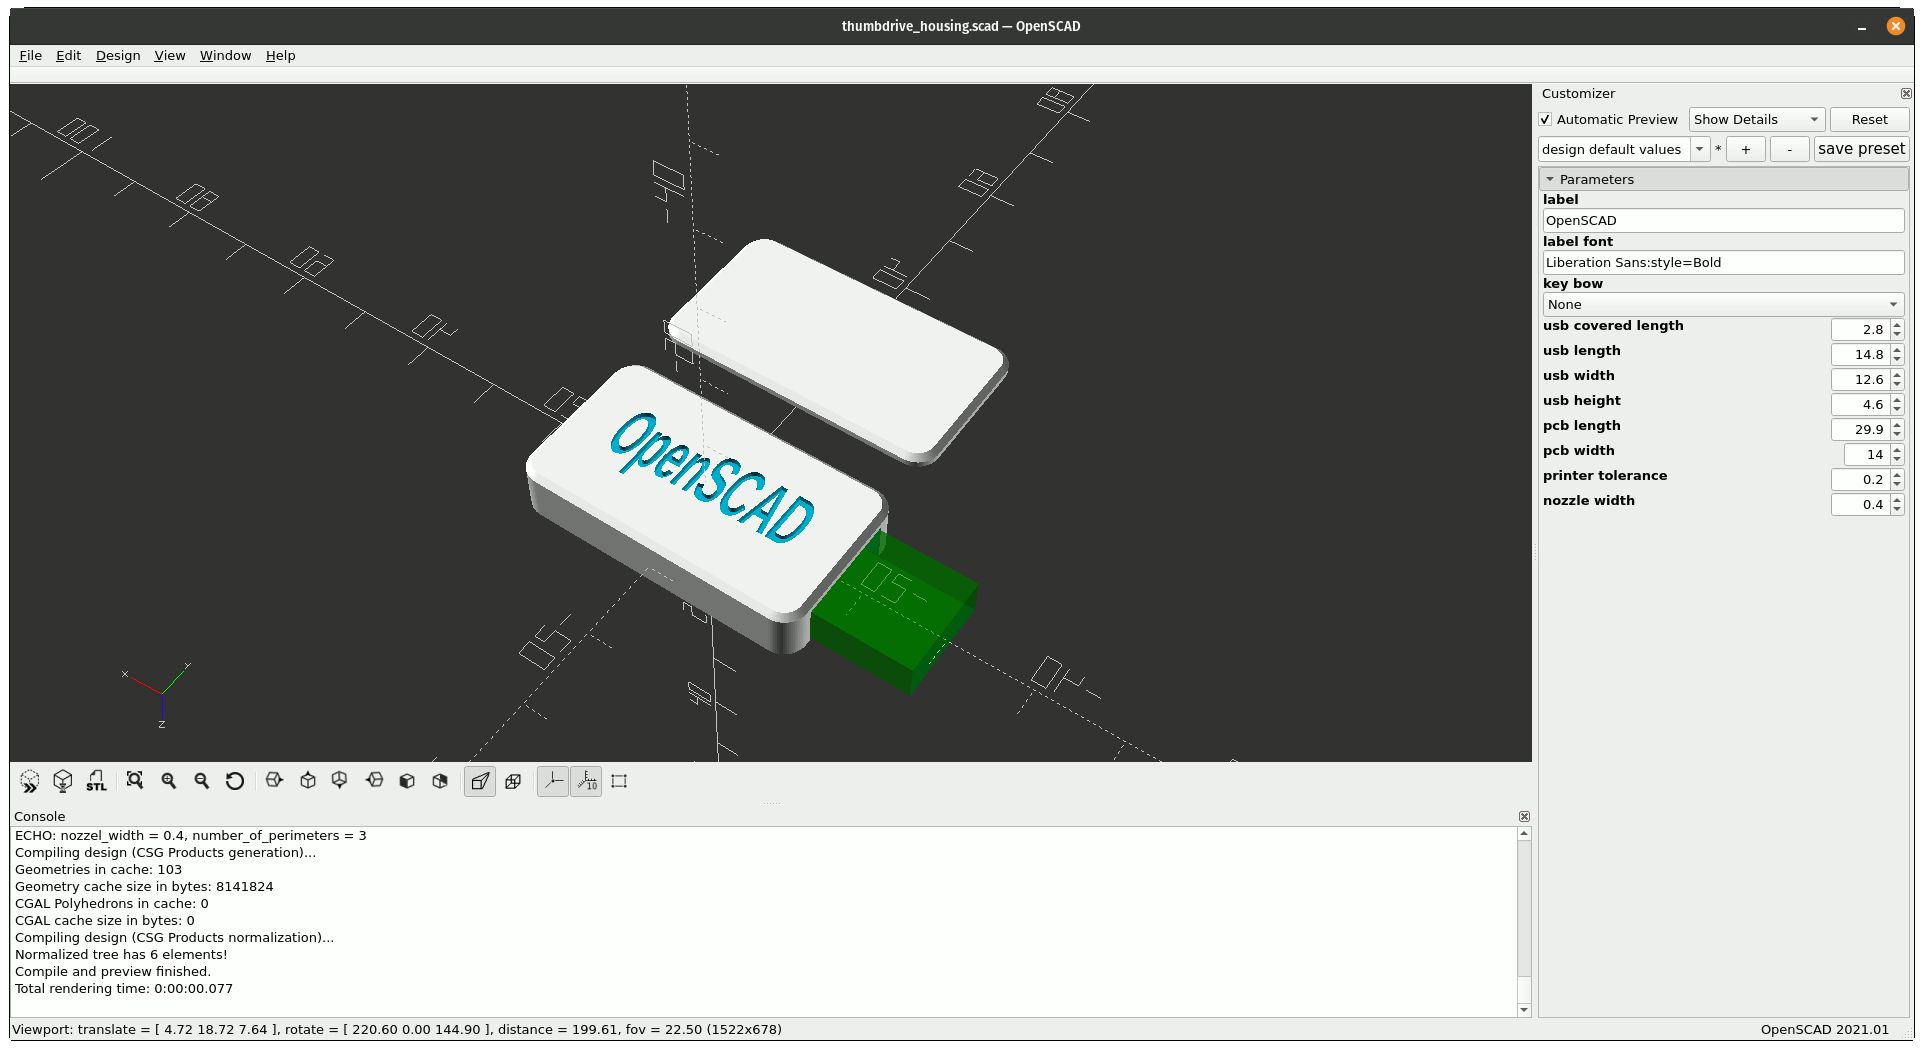 thumbdrive_housing.scad — OpenSCAD
File Edit Design View Window Help
Customizer
Automatic Preview Show Details Reset
design default values * + - save preset
Parameters
label
OpenSCAD
label font
Liberation Sans:style=Bold
key bow
None
usb covered length 2.8
usb length 14.8
usb width 12.6
usb height 4.6
pcb length 29.9
pcb width 14
printer tolerance 0.2
nozzle width 0.4
OpenSCAD
X
Y
Z
STL
10
Console
ECHO: nozzel_width = 0.4, number_of_perimeters = 3
Compiling design (CSG Products generation)...
Geometries in cache: 103
Geometry cache size in bytes: 8141824
CGAL Polyhedrons in cache: 0
CGAL cache size in bytes: 0
Compiling design (CSG Products normalization)...
Normalized tree has 6 elements!
Compile and preview finished.
Total rendering time: 0:00:00.077
Viewport: translate = [ 4.72 18.72 7.64 ], rotate = [ 220.60 0.00 144.90 ], distance = 199.61, fov = 22.50 (1522x678)
OpenSCAD 2021.01